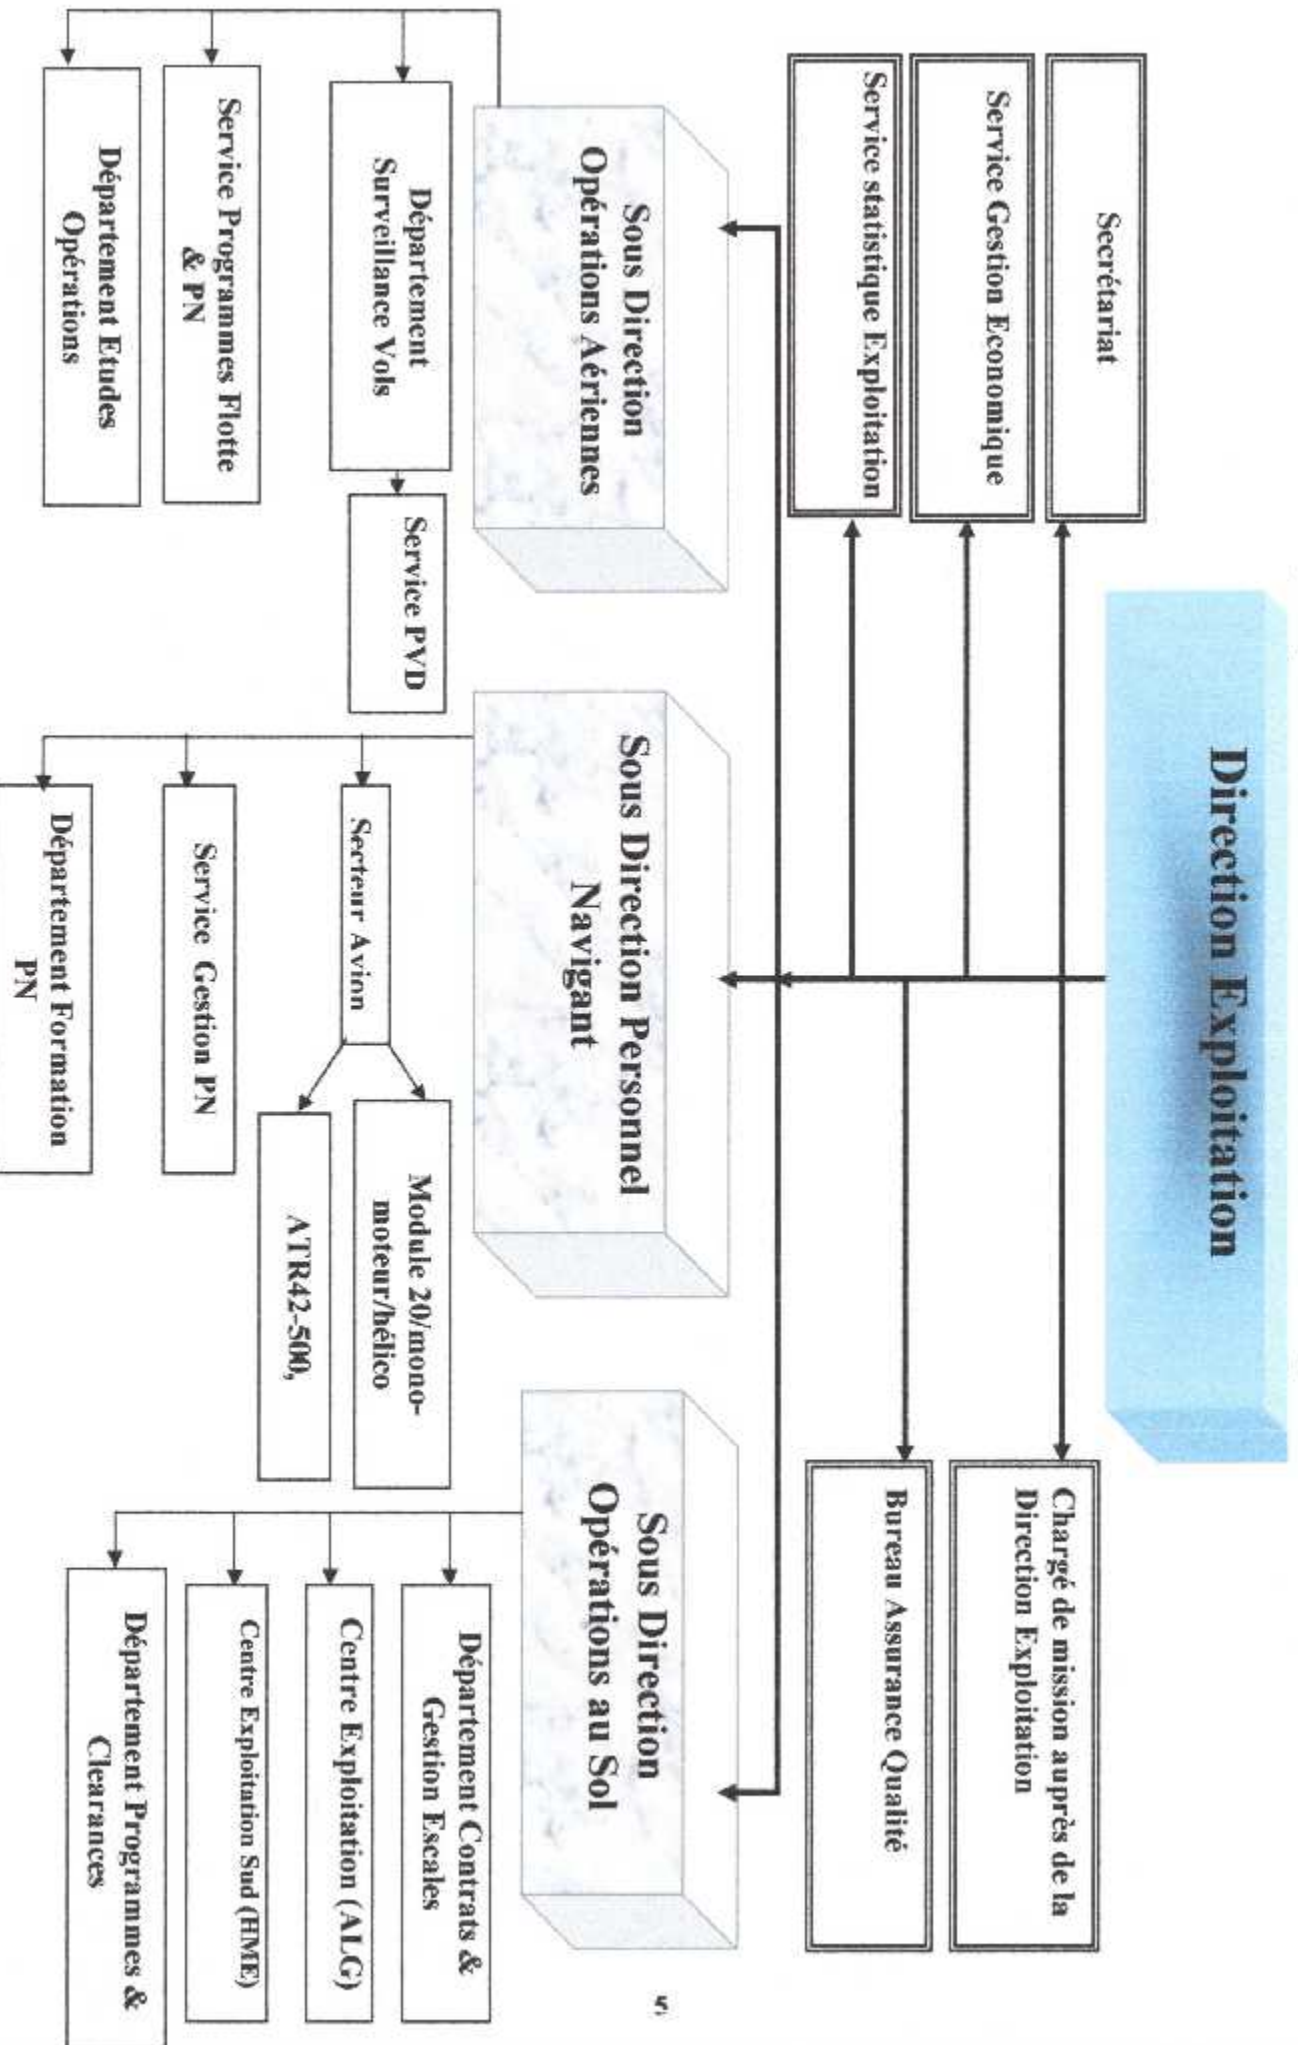 Direction Exploitation
Secrétariat
Service Gestion Economique
Service statistique Exploitation
Chargé de mission auprès de la
Direction Exploitation
Bureau Assurance Qualité
Sous Direction
Opérations Aériennes
Département
Surveillance Vols
Service PVD
Service Programmes Flotte
& PN
Département Etudes
Opérations
Sous Direction Personnel
Navigant
Secteur Avion
Module 20/mono-
moteur/hélico
ATR42-500,
Service Gestion PN
Département Formation
PN
Sous Direction
Opérations au Sol
Département Contrats &
Gestion Escales
Centre Exploitation (ALG)
Centre Exploitation Sud (HME)
Département Programmes &
Clearances
5